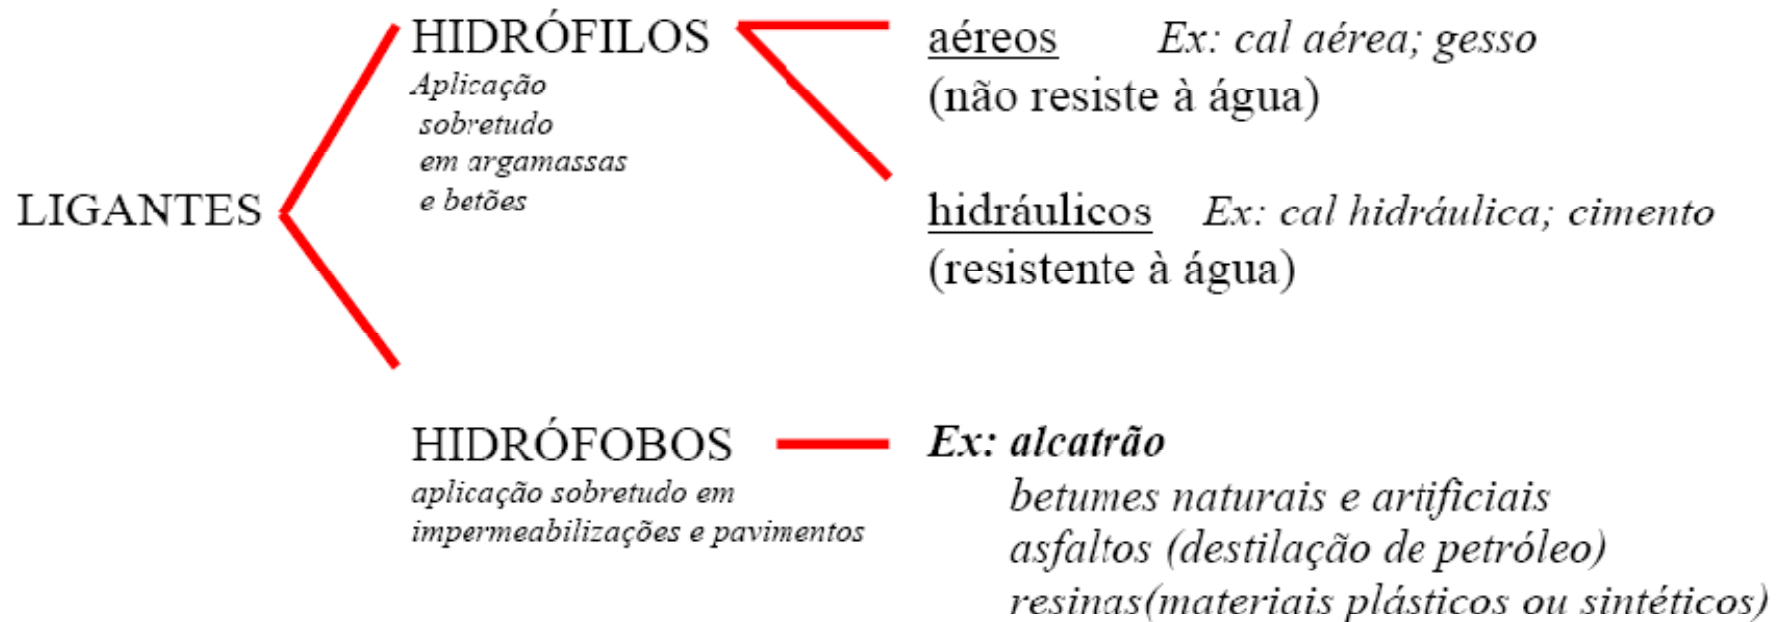 HIDRÓFILOS
Aplicação
sobretudo
em argamassas
e betões
aéreos Ex: cal aérea; gesso
(não resiste à água)
LIGANTES
hidráulicos Ex: cal hidráulica; cimento
(resistente à água)
HIDRÓFOBOS
aplicação sobretudo em
impermeabilizações e pavimentos
Ex: alcatrão
betumes naturais e artificiais
asfaltos (destilação de petróleo)
resinas(materiais plásticos ou sintéticos)